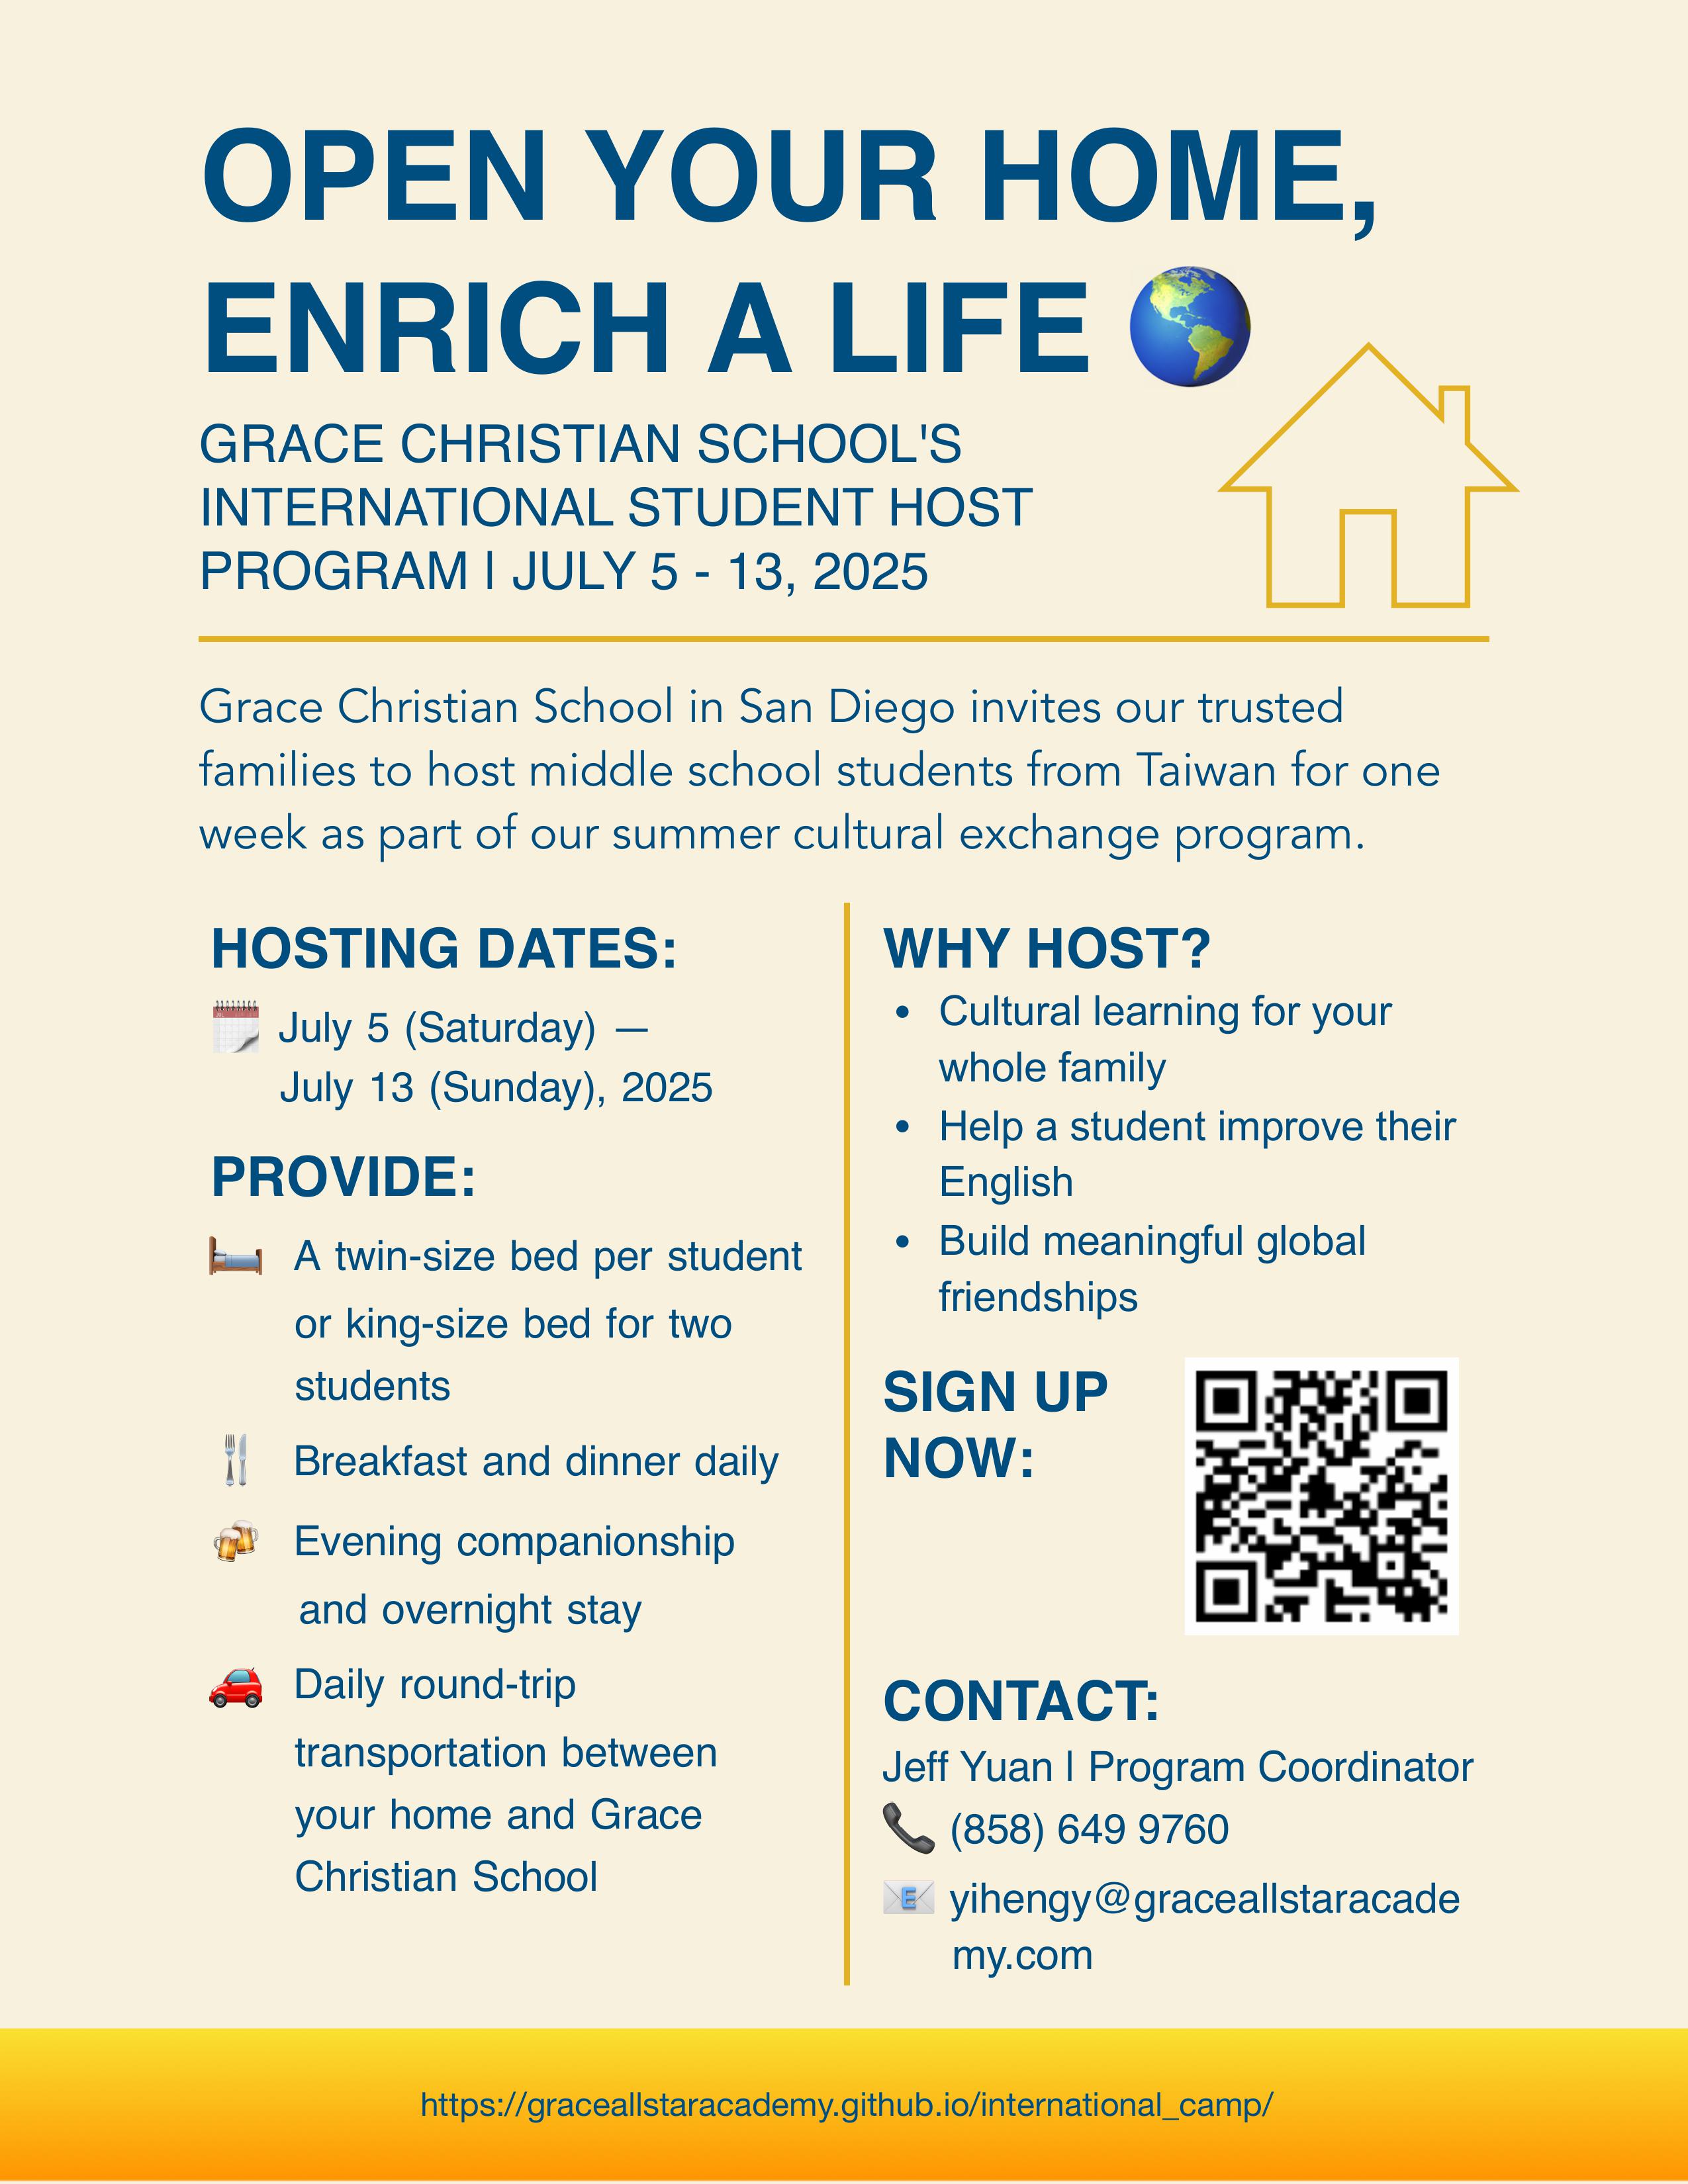 OPEN YOUR HOME,
ENRICH A LIFE
GRACE CHRISTIAN SCHOOL'S
INTERNATIONAL STUDENT HOST
PROGRAM | JULY 5 - 13, 2025
Grace Christian School in San Diego invites our trusted
families to host middle school students from Taiwan for one
week as part of our summer cultural exchange program.
HOSTING DATES:
July 5 (Saturday) —
July 13 (Sunday), 2025
PROVIDE:
A twin-size bed per student
or king-size bed for two
students
Breakfast and dinner daily
Evening companionship
and overnight stay
Daily round-trip
transportation between
your home and Grace
Christian School
WHY HOST?
• Cultural learning for your
whole family
• Help a student improve their
English
• Build meaningful global
friendships
SIGN UP
NOW:
CONTACT:
Jeff Yuan | Program Coordinator
(858) 649 9760
yihengy@graceallstaracade
my.com
https://graceallstaracademy.github.io/international_camp/